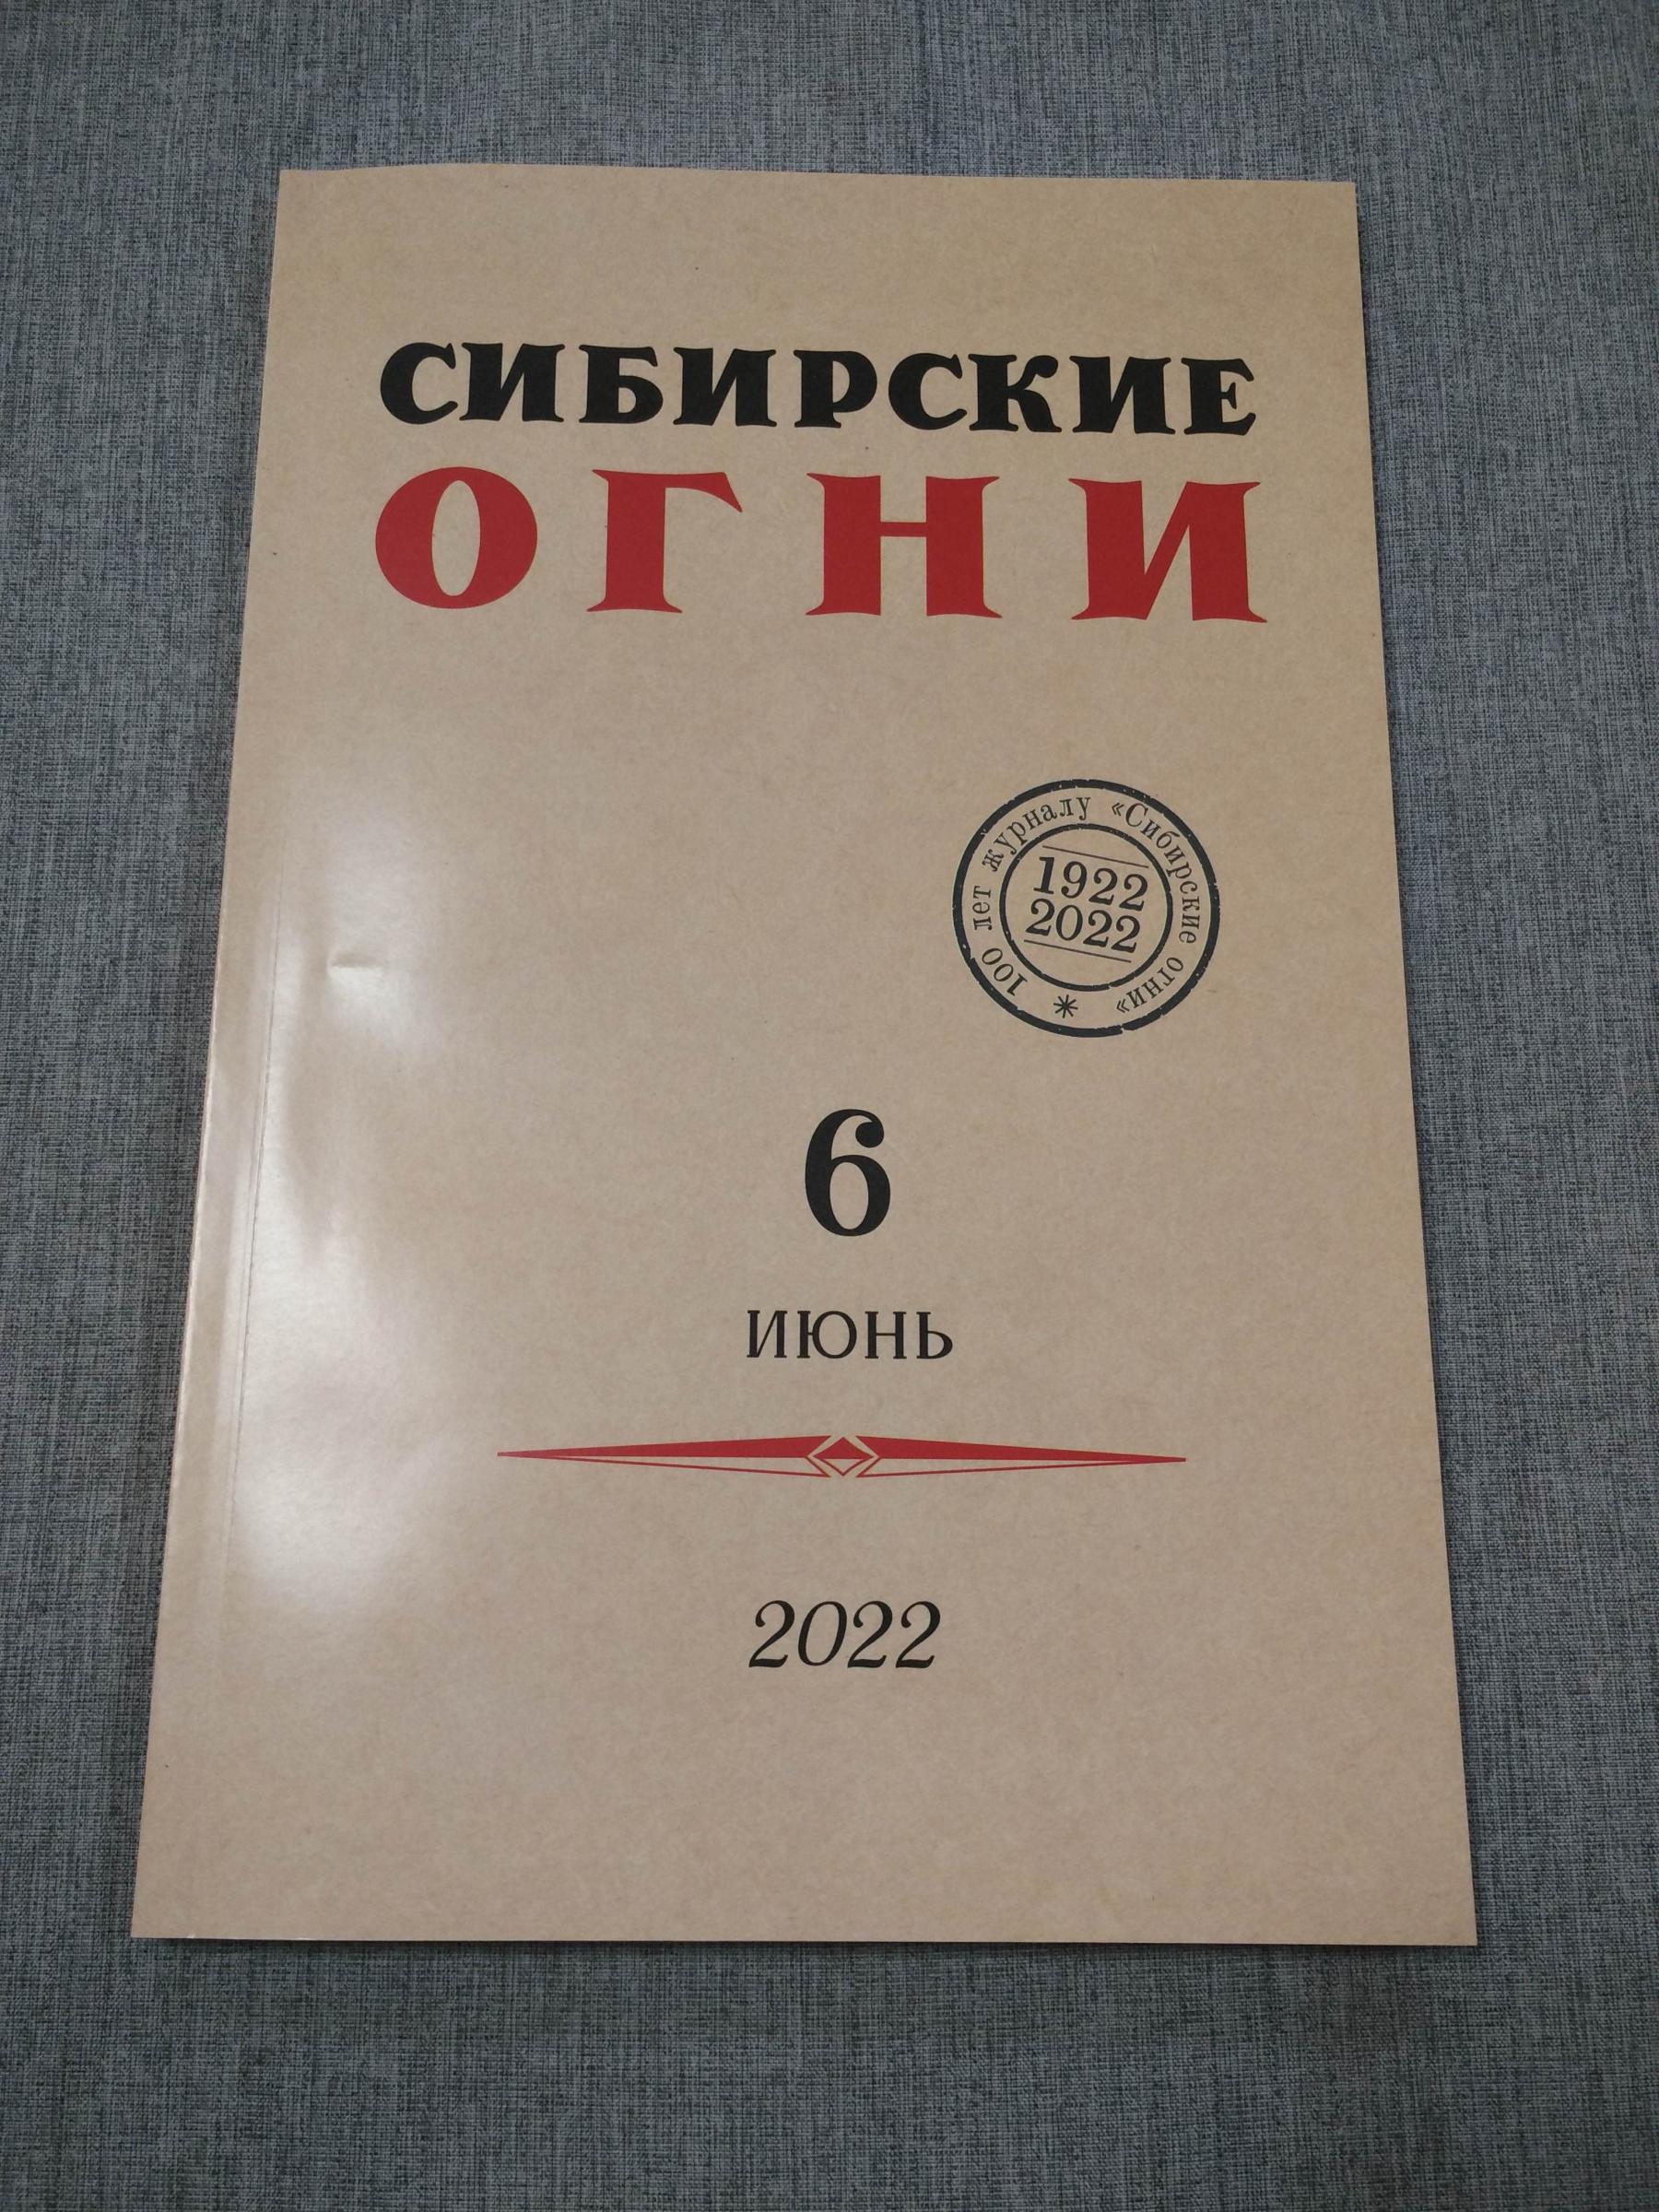 СИБИРСКИЕ
ОГНИ
100 лет журналу «Сибирские огни» *
1922
2022
6
ИЮНЬ
2022